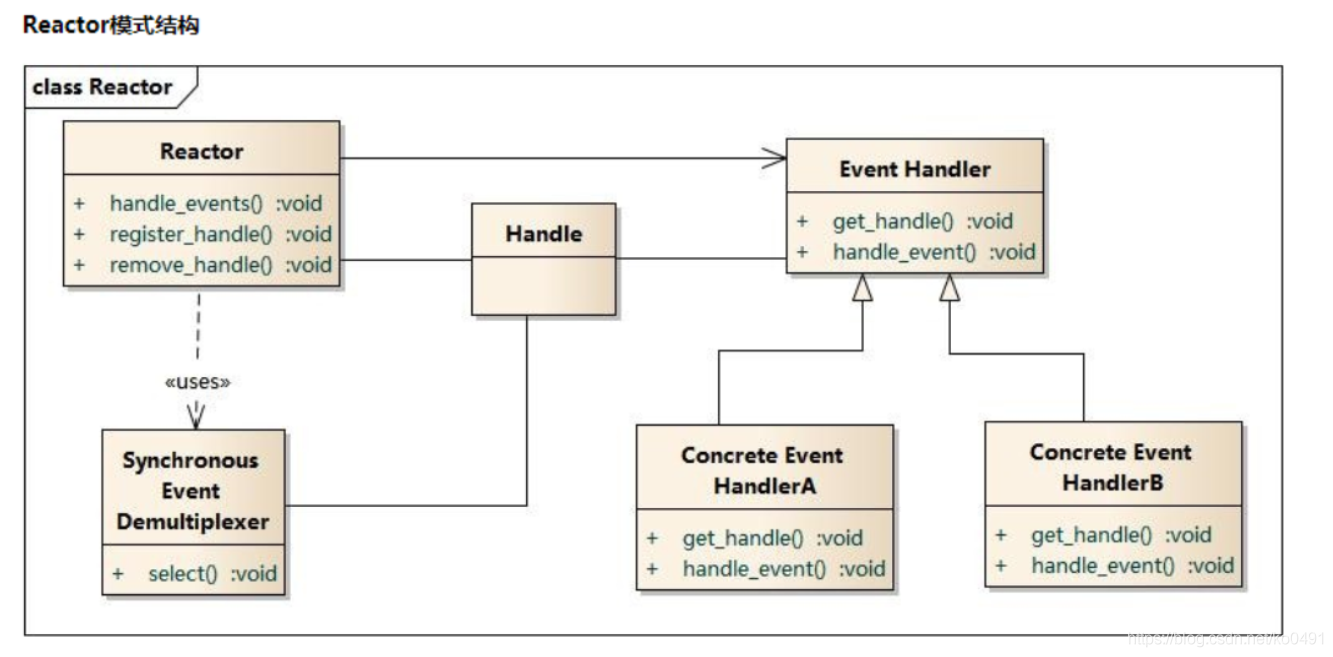 Reactor模式结构
class Reactor
Reactor
+ handle_events() :void
+ register_handle() :void
+ remove_handle() :void
Handle
Event Handler
+ get_handle() :void
+ handle_event() :void
«uses»
Synchronous
Event
Demultiplexer
+ select() :void
Concrete Event
HandlerA
+ get_handle() :void
+ handle_event() :void
Concrete Event
HandlerB
+ get_handle() :void
+ handle_event() :void
https://blog.csdn.net/ko0491